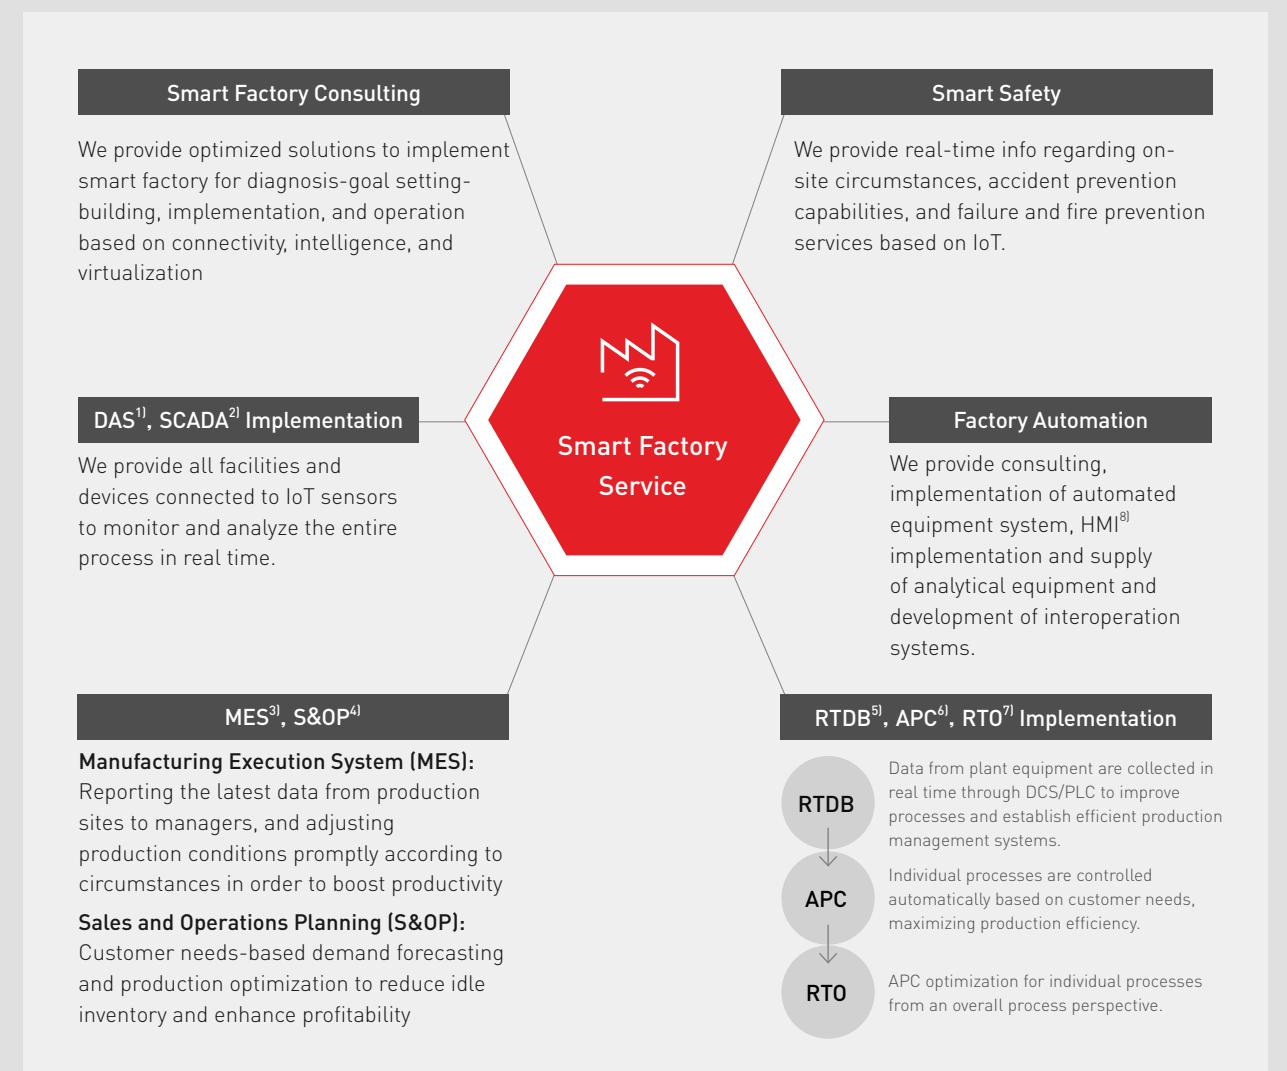 Smart Factory Consulting
We provide optimized solutions to implement
smart factory for diagnosis-goal setting-
building, implementation, and operation
based on connectivity, intelligence, and
virtualization
Smart Safety
We provide real-time info regarding on-
site circumstances, accident prevention
capabilities, and failure and fire prevention
services based on IoT.
Smart Factory
Service
DAS1), SCADA2) Implementation
We provide all facilities and
devices connected to IoT sensors
to monitor and analyze the entire
process in real time.
Factory Automation
We provide consulting,
implementation of automated
equipment system, HMI8)
implementation and supply
of analytical equipment and
development of interoperation
systems.
MES3), S&OP4)
Manufacturing Execution System (MES):
Reporting the latest data from production
sites to managers, and adjusting
production conditions promptly according to
circumstances in order to boost productivity
Sales and Operations Planning (S&OP):
Customer needs-based demand forecasting
and production optimization to reduce idle
inventory and enhance profitability
RTDB5), APC6), RTO7) Implementation
RTDB
Data from plant equipment are collected in
real time through DCS/PLC to improve
processes and establish efficient production
management systems.
APC
Individual processes are controlled
automatically based on customer needs,
maximizing production efficiency.
RTO
APC optimization for individual processes
from an overall process perspective.